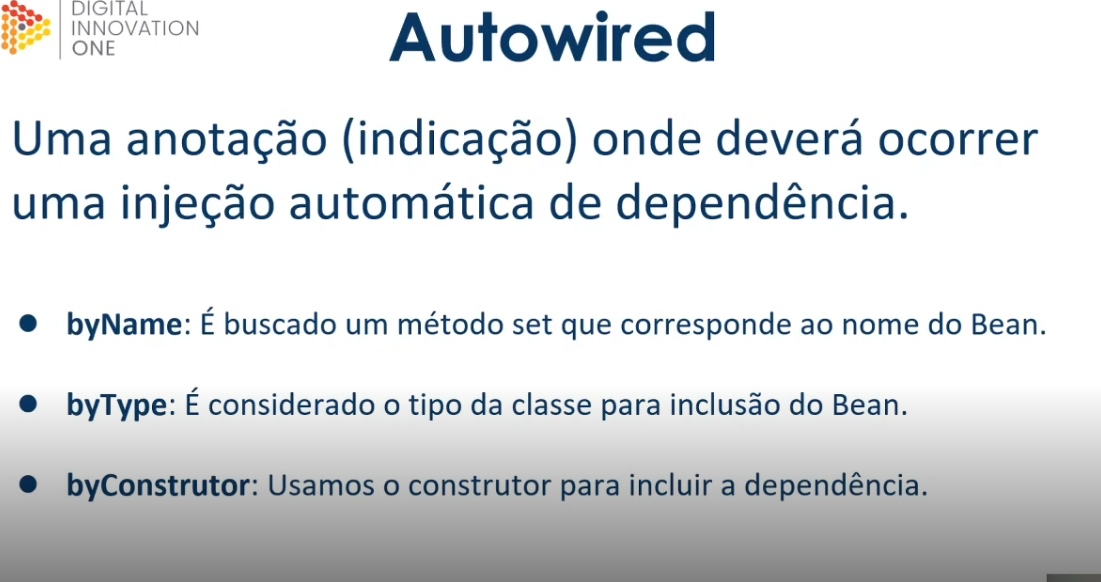 DIGITAL
INNOVATION
ONE
Autowired
Uma anotação (indicação) onde deverá ocorrer
uma injeção automática de dependência.
● byName: É buscado um método set que corresponde ao nome do Bean.
● byType: É considerado o tipo da classe para inclusão do Bean.
● byConstrutor: Usamos o construtor para incluir a dependência.